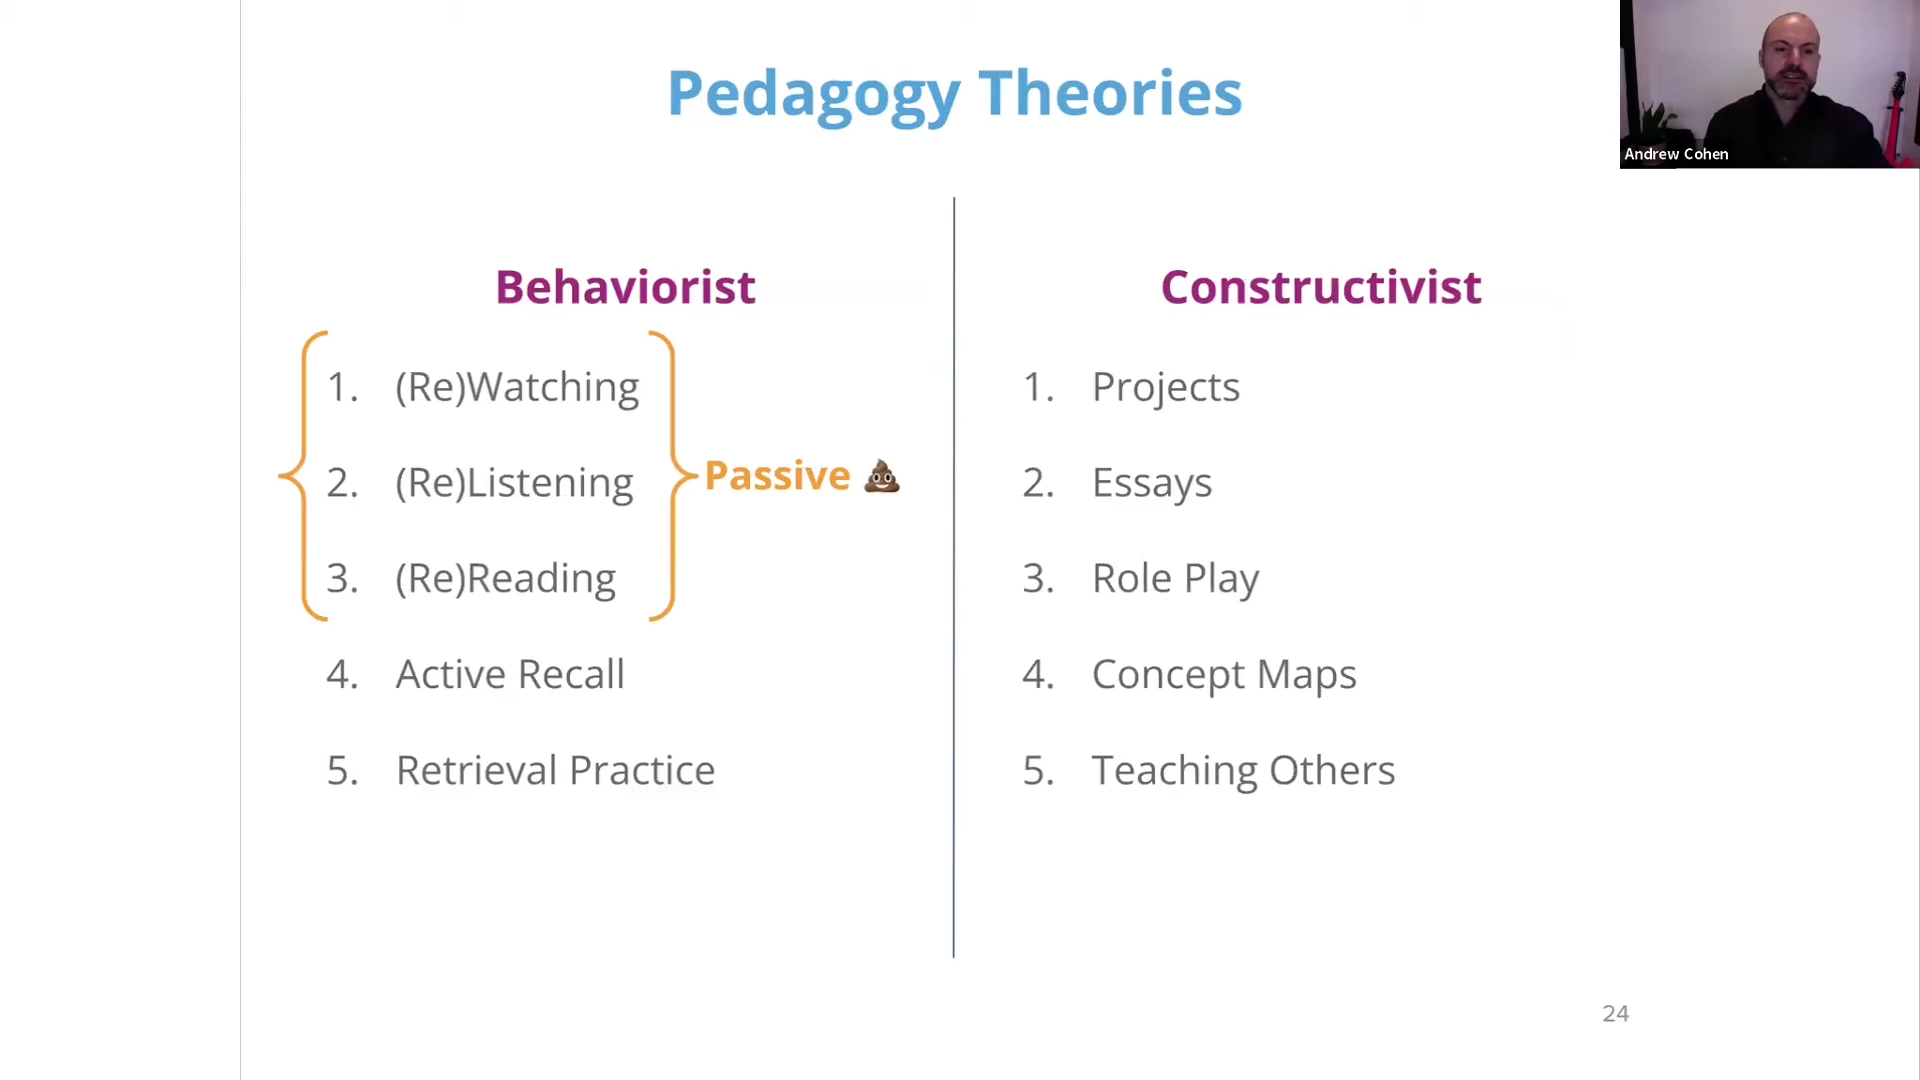 Pedagogy Theories
Andrew Cohen
Behaviorist
1. (Re)Watching
2. (Re)Listening
3. (Re)Reading
Passive 💩
4. Active Recall
5. Retrieval Practice
Constructivist
1. Projects
2. Essays
3. Role Play
4. Concept Maps
5. Teaching Others
24